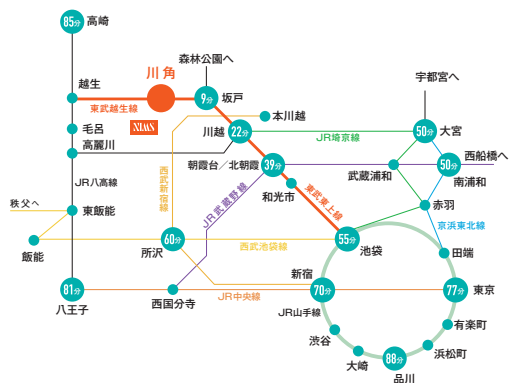 85分 高崎
森林公園へ
川角
越生
9分 坂戸
宇都宮へ
東武越生線
本川越
毛呂
川越 22分
50分 大宮
JR埼京線
高麗川
西船橋へ
朝霞台／北朝霞 39分
50分
南浦和
武蔵浦和
JR八高線
西武新宿線
和光市
JR武蔵野線
東武東上線
秩父へ
東飯能
赤羽
京浜東北線
飯能
60分
所沢
西武池袋線
55分
池袋
田端
新宿
81分
八王子
西国分寺
JR中央線
70分
77分 東京
JR山手線
有楽町
渋谷
浜松町
大崎
88分
品川